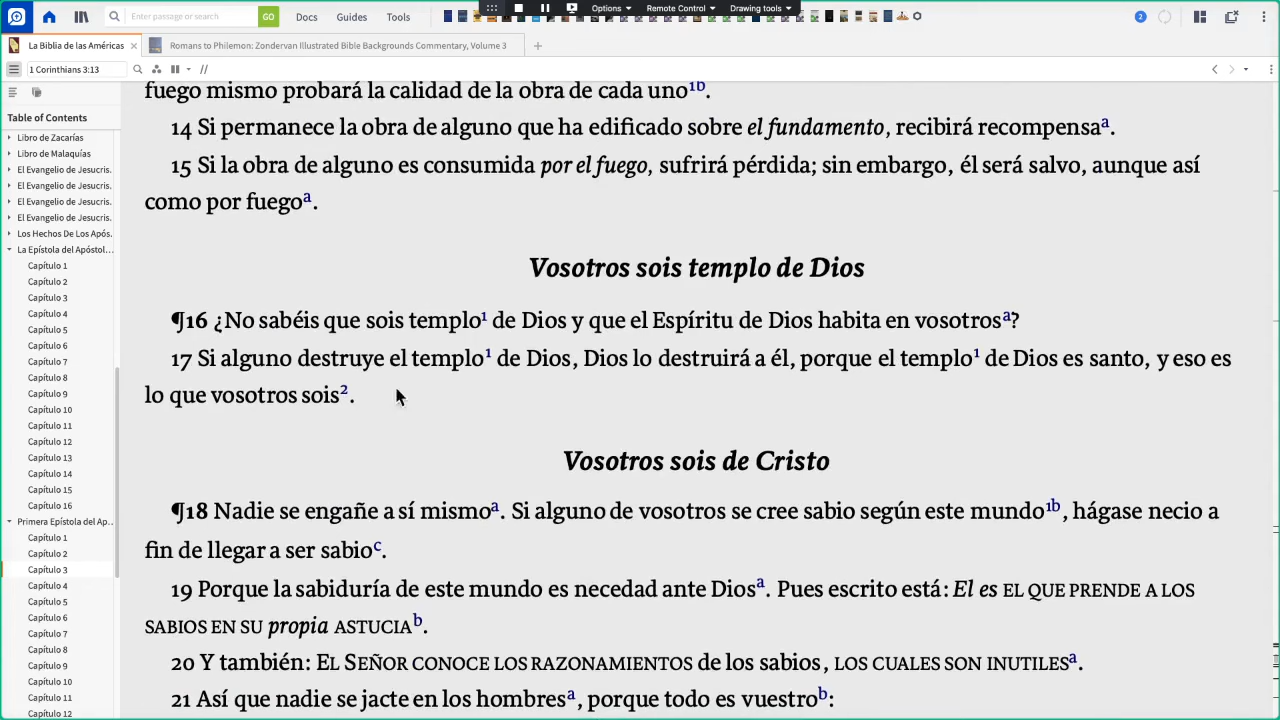 Enter passage or search GO Docs Guides Tools Options Remote Control Drawing tools 2
La Biblia de las Américas Romans to Philemon: Zondervan Illustrated Bible Backgrounds Commentary, Volume 3
1 Corinthians 3:13 //
Table of Contents
Libro de Zacarías
Libro de Malaquías
El Evangelio de Jesucris.
El Evangelio de Jesucris.
El Evangelio de Jesucris.
El Evangelio de Jesucris.
Los Hechos De Los Após.
La Epístola del Apóstol...
Capítulo 1
Capítulo 2
Capítulo 3
Capítulo 4
Capítulo 5
Capítulo 6
Capítulo 7
Capítulo 8
Capítulo 9
Capítulo 10
Capítulo 11
Capítulo 12
Capítulo 13
Capítulo 14
Capítulo 15
Capítulo 16
Primera Epístola del Ap..
Capítulo 1
Capítulo 2
Capítulo 3
Capítulo 4
Capítulo 5
Capítulo 6
Capítulo 7
Capítulo 8
Capítulo 9
Capítulo 10
Capítulo 11
Capítulo 12
fuego mismo probará la calidad de la obra de cada uno1b.
14 Si permanece la obra de alguno que ha edificado sobre el fundamento, recibirá recompensaa.
15 Si la obra de alguno es consumida por el fuego, sufrirá pérdida; sin embargo, él será salvo, aunque así
como por fuegoa.
Vosotros sois templo de Dios
¶16 ¿No sabéis que sois templo1 de Dios y que el Espíritu de Dios habita en vosotrosa?
17 Si alguno destruye el templo1 de Dios, Dios lo destruirá a él, porque el templo1 de Dios es santo, y eso es
lo que vosotros sois2.
Vosotros sois de Cristo
¶18 Nadie se engañe a sí mismoa. Si alguno de vosotros se cree sabio según este mundo1b, hágase necio a
fin de llegar a ser sabioc.
19 Porque la sabiduría de este mundo es necedad ante Diosa. Pues escrito está: El es EL QUE PRENDE A LOS
SABIOS EN SU propia ASTUCIAb.
20 Y también: EL SEÑOR CONOCE LOS RAZONAMIENTOS de los sabios, LOS CUALES SON INUTILESa.
21 Así que nadie se jacte en los hombresa, porque todo es vuestrob: